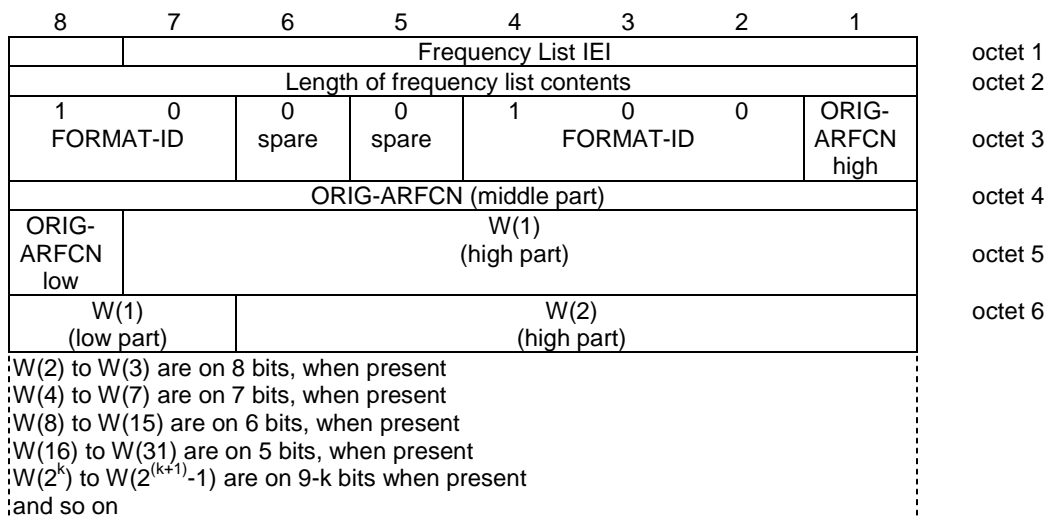 8 7 6 5 4 3 2 1
Frequency List IEI octet 1
Length of frequency list contents octet 2
1 0 0 0 1 0 0 ORIG-
FORMAT-ID spare spare FORMAT-ID ARFCN octet 3
high
ORIG-ARFCN (middle part) octet 4
ORIG- W(1)
ARFCN (high part) octet 5
low
W(1) W(2) octet 6
(low part) (high part)
W(2) to W(3) are on 8 bits, when present
W(4) to W(7) are on 7 bits, when present
W(8) to W(15) are on 6 bits, when present
W(16) to W(31) are on 5 bits, when present
W(2^k) to W(2^(k+1)-1) are on 9-k bits when present
and so on